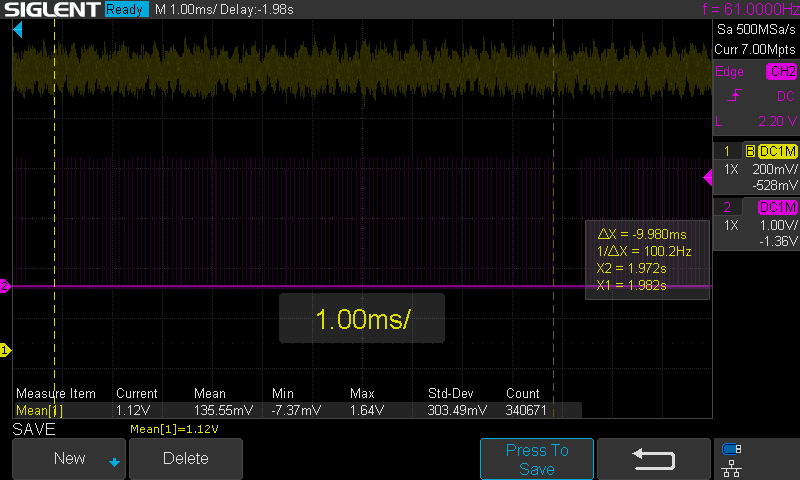 SIGLENT Ready M 1.00ms/ Delay:-1.98s f = 61.0000Hz
Sa 500MSa/s
Curr 7.00Mpts
Edge CH2
DC
L 2.20 V
1 B DC1M
1X 200mV/
-528mV
2 DC1M
1X 1.00V/
-1.36V
ΔX = -9.980ms
1/ΔX = 100.2Hz
X2 = 1.972s
X1 = 1.982s
2
1.00ms/
1
Measure Item Current Mean Min Max Std-Dev Count
Mean[1] 1.12V 135.55mV -7.37mV 1.64V 303.49mV 340671
SAVE Mean[1]=1.12V
New Delete Press To
Save